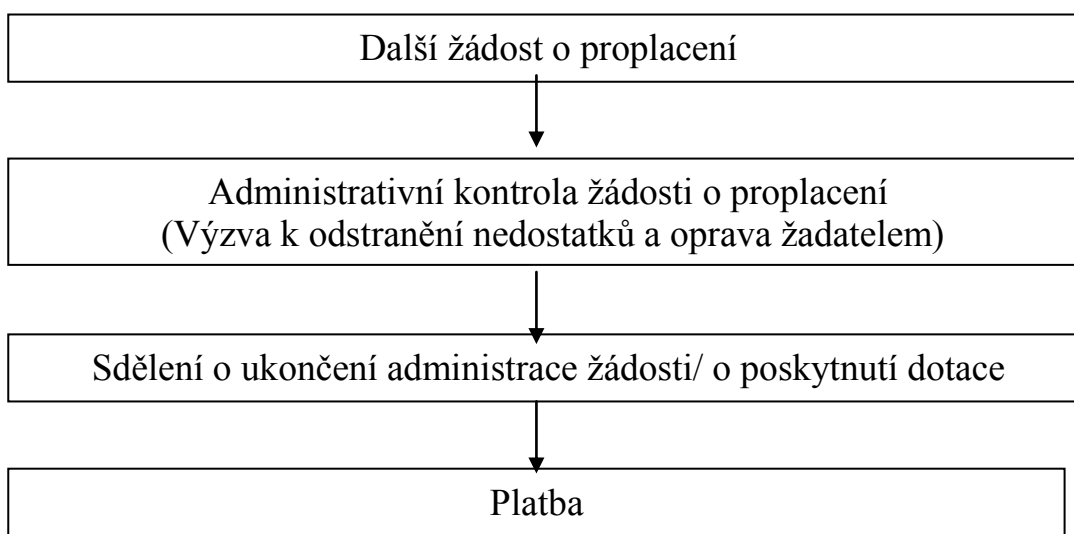 Další žádost o proplacení
Administrativní kontrola žádosti o proplacení
(Výzva k odstranění nedostatků a oprava žadatelem)
Sdělení o ukončení administrace žádosti/ o poskytnutí dotace
Platba